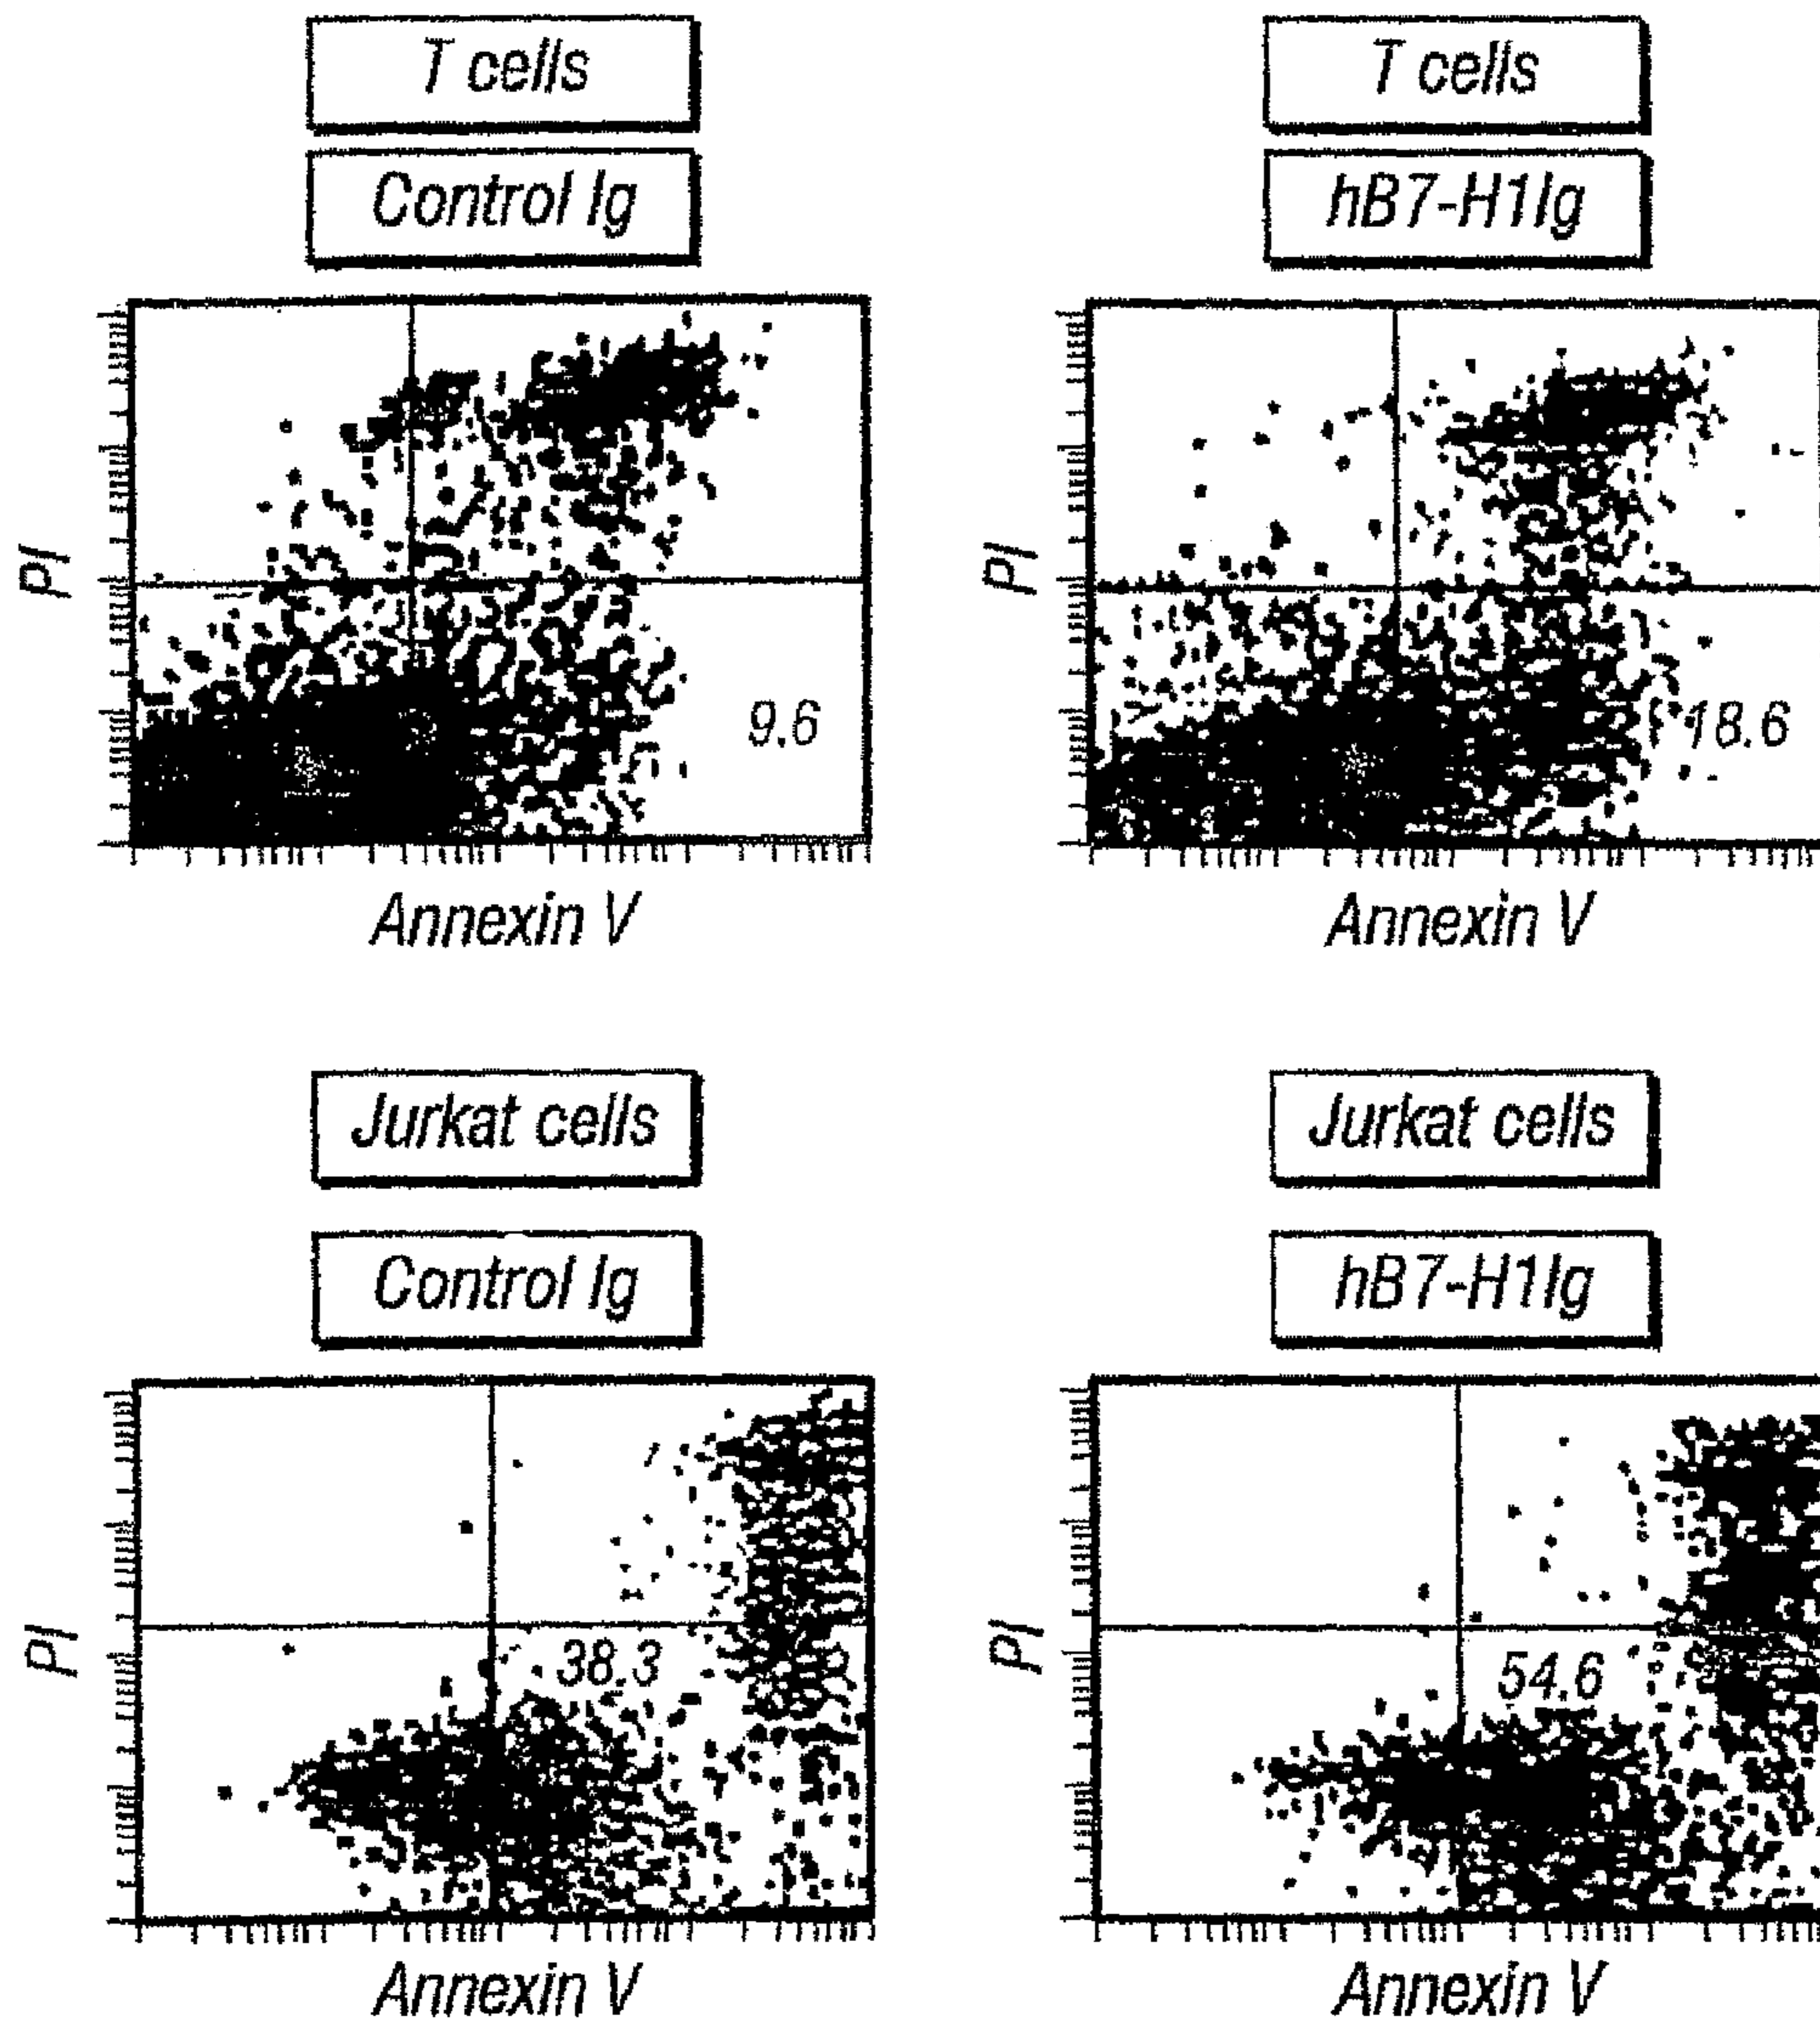 T cells
Control Ig
PI
9.6
Annexin V
T cells
hB7-H1Ig
PI
18.6
Annexin V
Jurkat cells
Control Ig
PI
38.3
Annexin V
Jurkat cells
hB7-H1Ig
PI
54.6
Annexin V